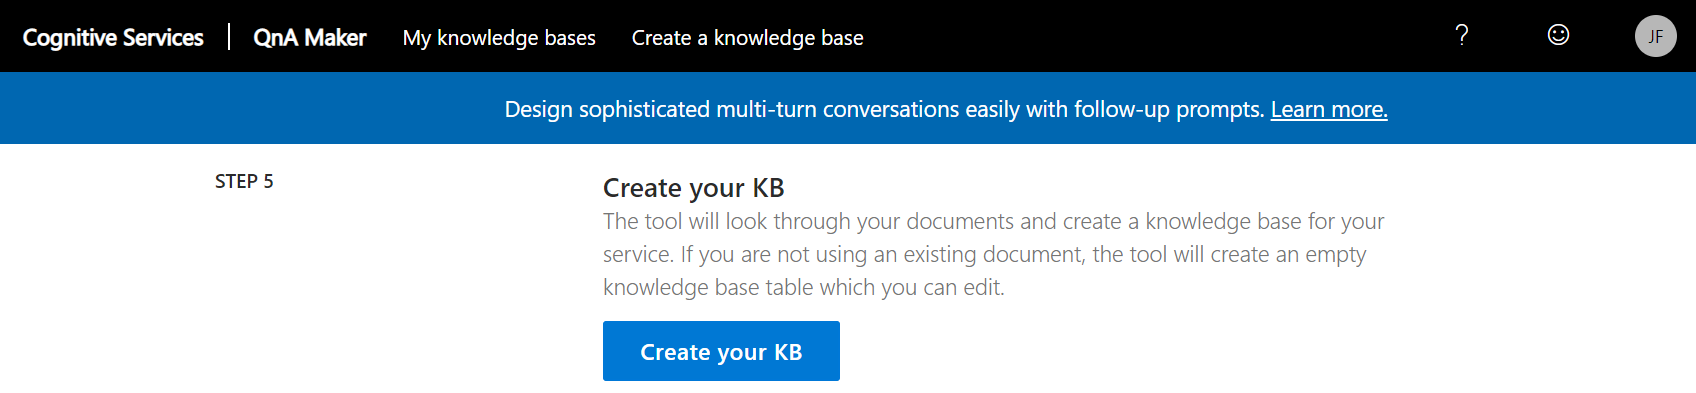 Cognitive Services | QnA Maker My knowledge bases Create a knowledge base ? JF
Design sophisticated multi-turn conversations easily with follow-up prompts. Learn more.
STEP 5
Create your KB
The tool will look through your documents and create a knowledge base for your
service. If you are not using an existing document, the tool will create an empty
knowledge base table which you can edit.
Create your KB